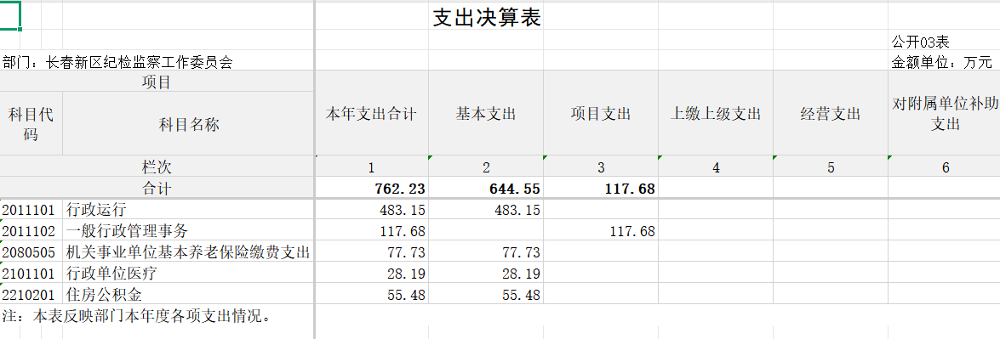 支出决算表
公开03表
部门：长春新区纪检监察工作委员会 金额单位：万元
项目 本年支出合计 基本支出 项目支出 上缴上级支出 经营支出 对附属单位补助支出
科目代码 科目名称
栏次 1 2 3 4 5 6
合计 762.23 644.55 117.68
2011101 行政运行 483.15 483.15
2011102 一般行政管理事务 117.68 117.68
2080505 机关事业单位基本养老保险缴费支出 77.73 77.73
2101101 行政单位医疗 28.19 28.19
2210201 住房公积金 55.48 55.48
注：本表反映部门本年度各项支出情况。